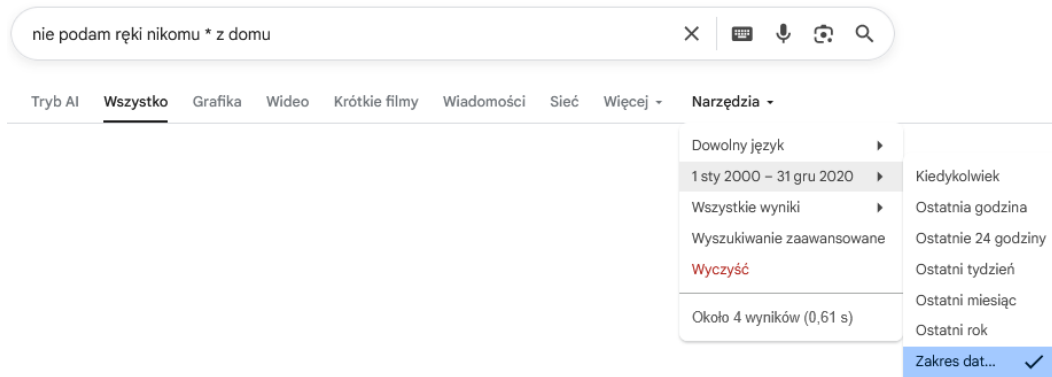 nie podam ręki nikomu * z domu
Tryb AI Wszystko Grafika Wideo Krótkie filmy Wiadomości Sieć Więcej Narzędzia
Dowolny język
1 sty 2000 – 31 gru 2020
Wszystkie wyniki
Wyszukiwanie zaawansowane
Wyczyść
Około 4 wyników (0,61 s)
Kiedykolwiek
Ostatnia godzina
Ostatnie 24 godziny
Ostatni tydzień
Ostatni miesiąc
Ostatni rok
Zakres dat...